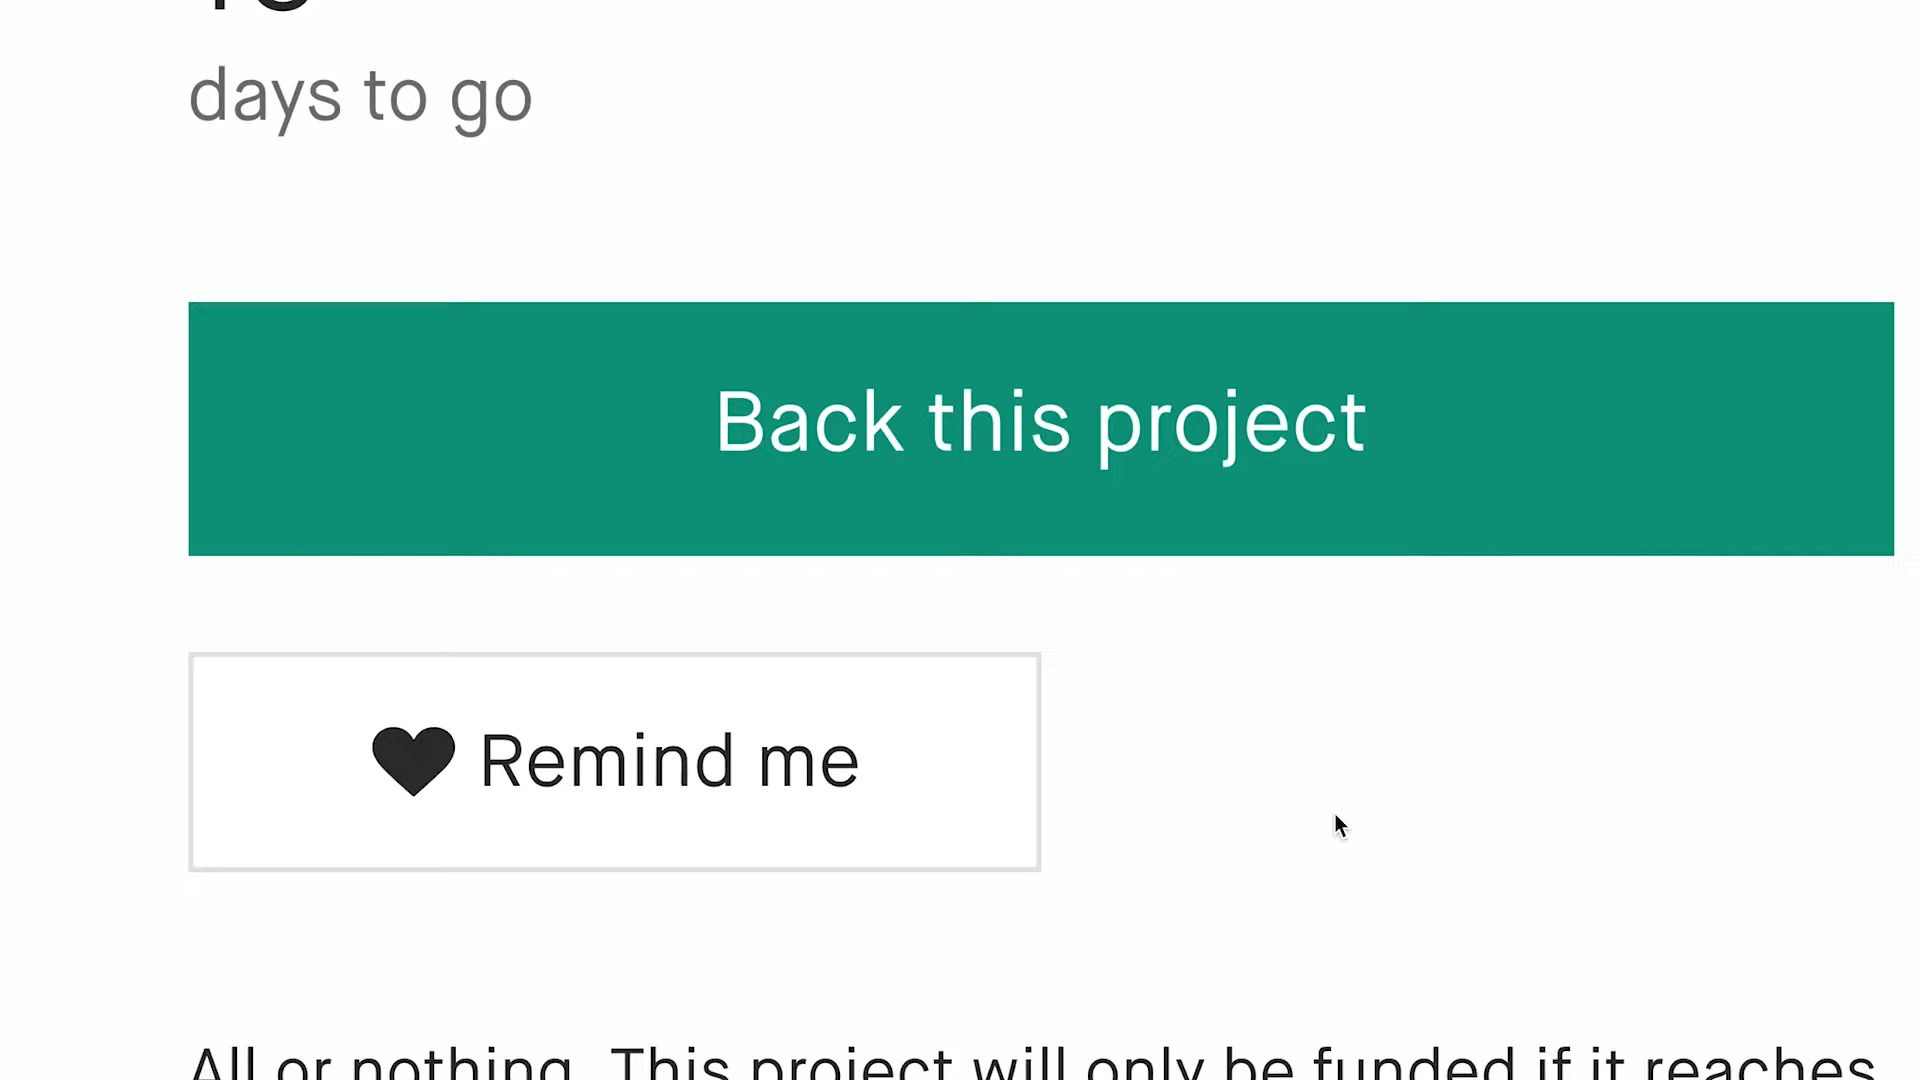 days to go
Back this project
Remind me
All or nothing. This project will only be funded if it reaches